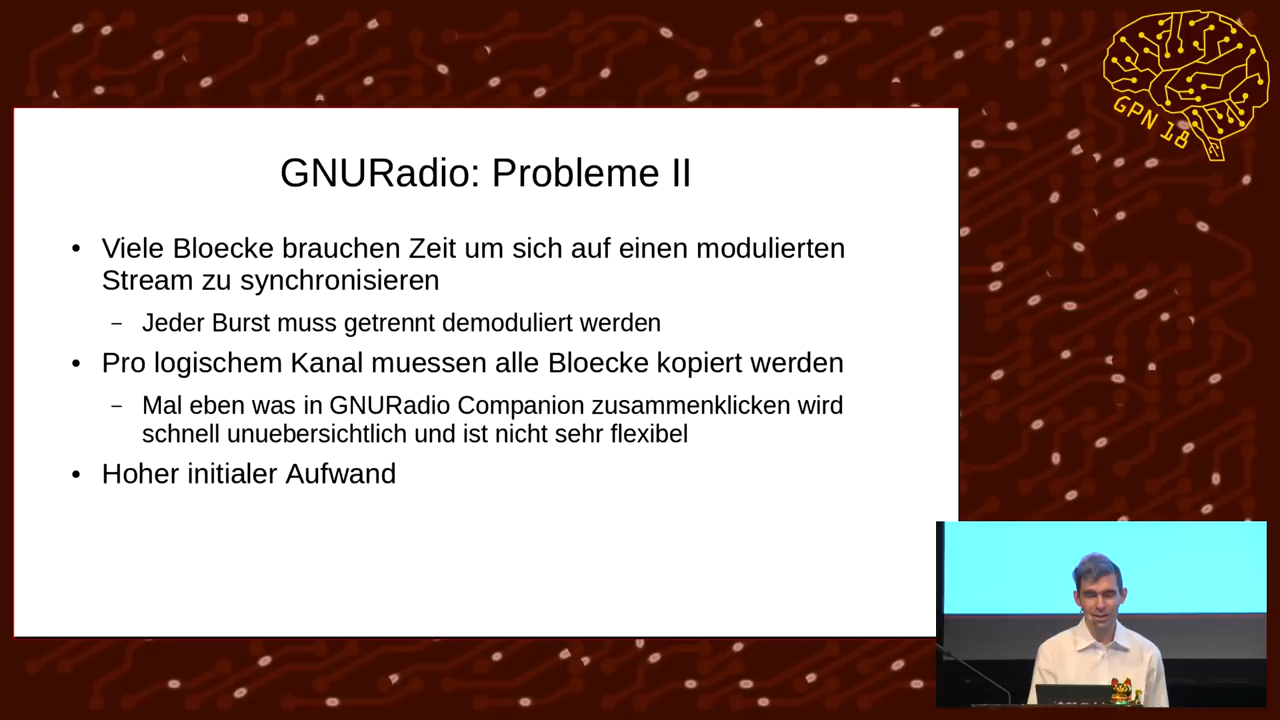 GPN 18
GNURadio: Probleme II
• Viele Bloecke brauchen Zeit um sich auf einen modulierten
Stream zu synchronisieren
– Jeder Burst muss getrennt demoduliert werden
• Pro logischem Kanal muessen alle Bloecke kopiert werden
– Mal eben was in GNURadio Companion zusammenklicken wird
schnell unuebersichtlich und ist nicht sehr flexibel
• Hoher initialer Aufwand